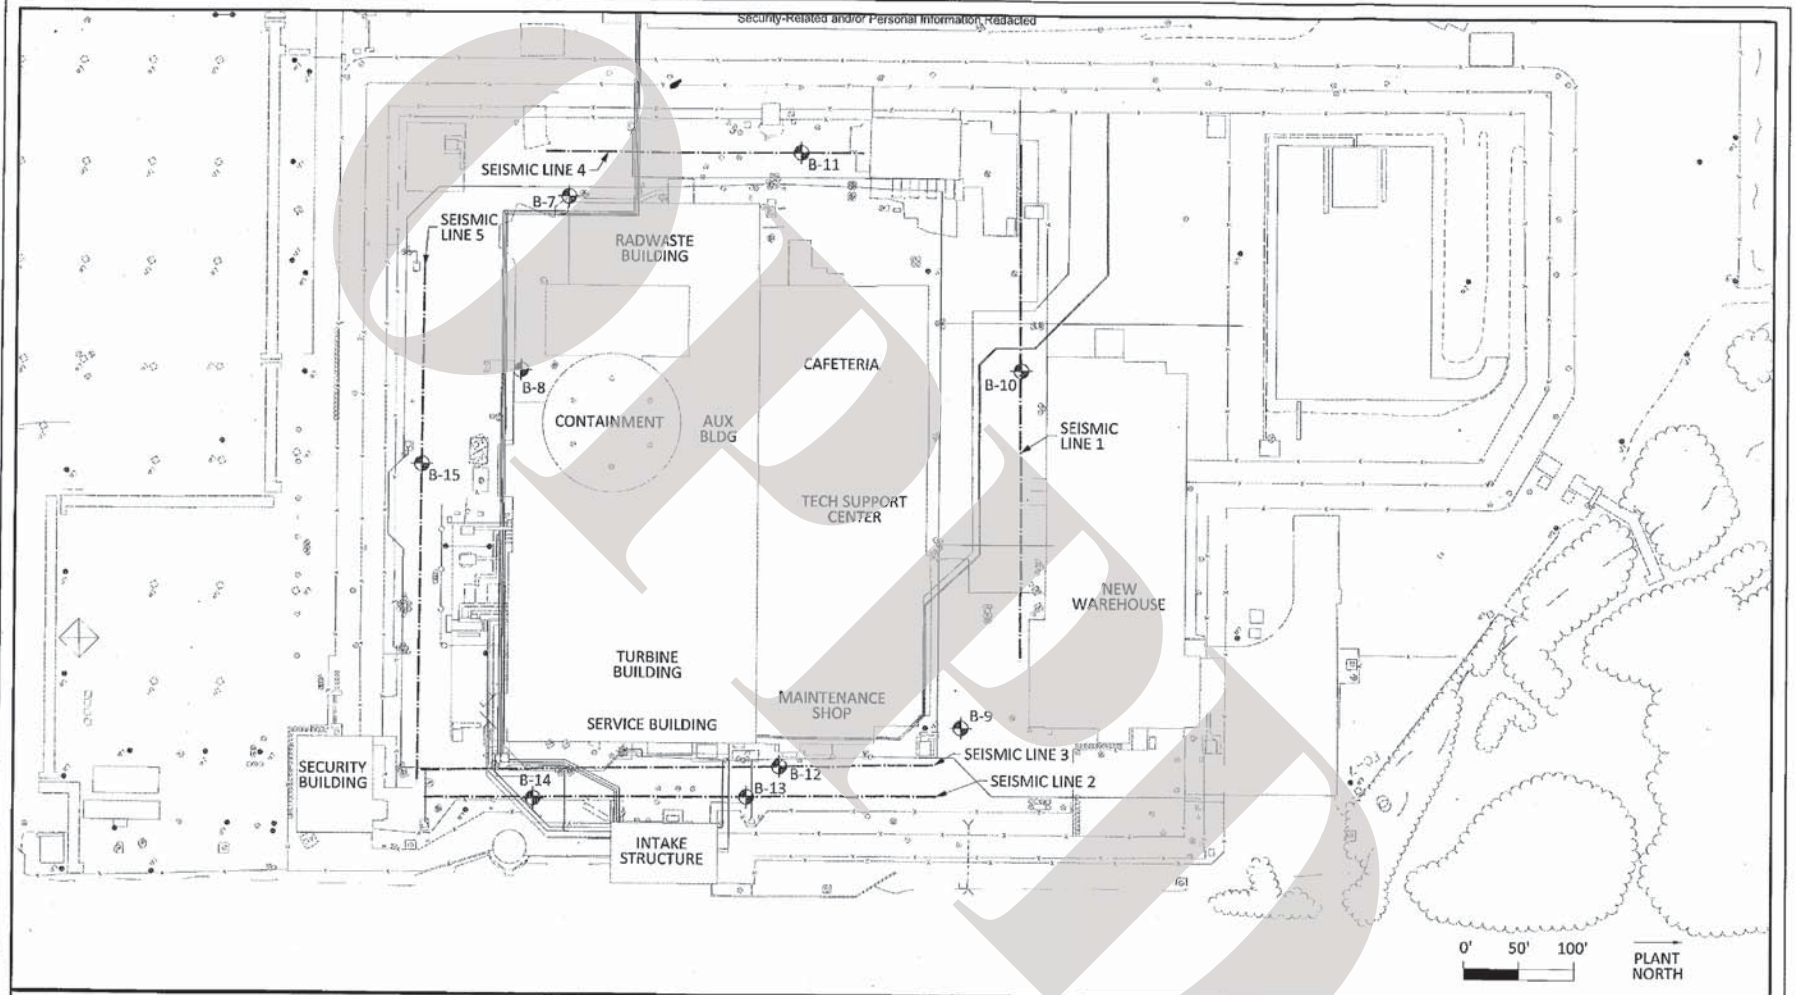 Security-Related and/or Personal Information Redacted
SEISMIC LINE 4
B-11
B-7
SEISMIC
LINE 5
RADWASTE
BUILDING
CAFETERIA
B-8
B-10
CONTAINMENT
AUX
BLDG
SEISMIC
LINE 1
B-15
TECH SUPPORT
CENTER
NEW
WAREHOUSE
TURBINE
BUILDING
MAINTENANCE
SHOP
SERVICE BUILDING
B-9
SEISMIC LINE 3
SECURITY
BUILDING
B-12
SEISMIC LINE 2
B-14
B-13
INTAKE
STRUCTURE
0' 50' 100'
PLANT
NORTH
OPPD